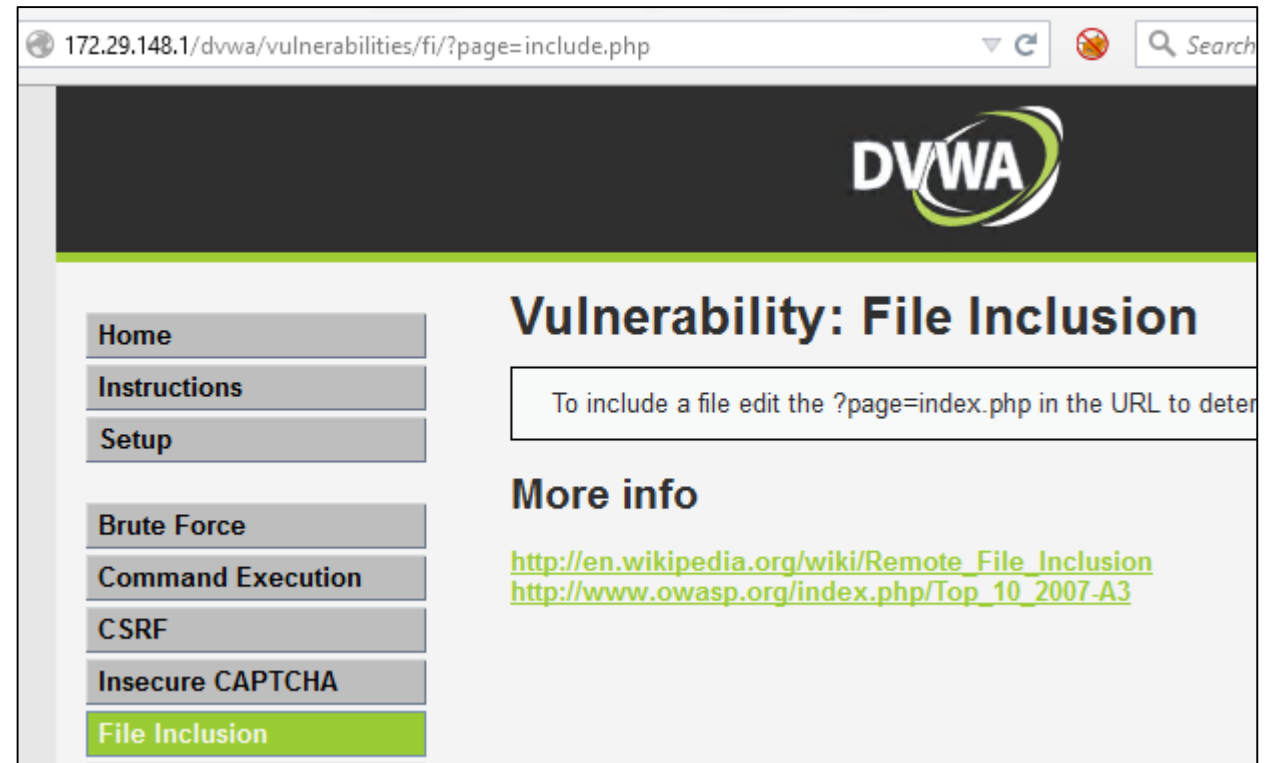 172.29.148.1/dvwa/vulnerabilities/fi/?page=include.php
Search
DVWA
Vulnerability: File Inclusion
Home
Instructions
To include a file edit the ?page=index.php in the URL to deter
Setup
More info
Brute Force
http://en.wikipedia.org/wiki/Remote_File_Inclusion
Command Execution
http://www.owasp.org/index.php/Top_10_2007-A3
CSRF
Insecure CAPTCHA
File Inclusion